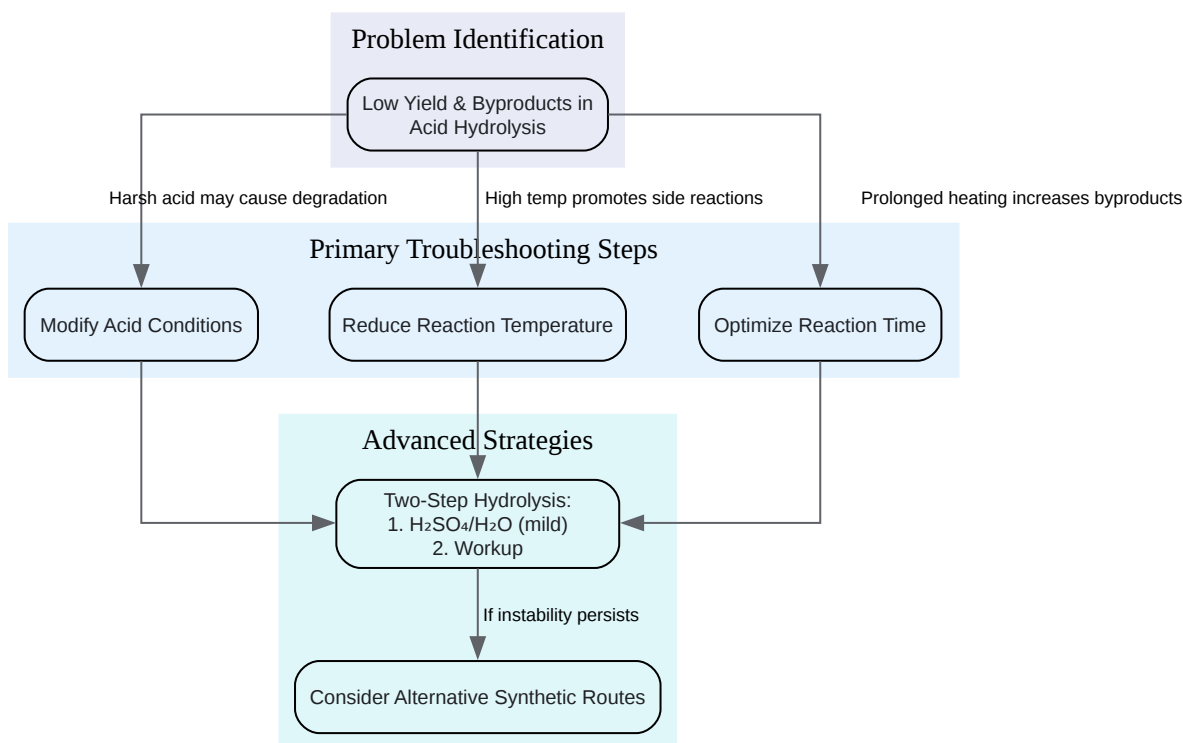 Problem Identification
Low Yield & Byproducts in
Acid Hydrolysis
Harsh acid may cause degradation
High temp promotes side reactions
Prolonged heating increases byproducts
Primary Troubleshooting Steps
Modify Acid Conditions
Reduce Reaction Temperature
Optimize Reaction Time
Advanced Strategies
Two-Step Hydrolysis:
1. H₂SO₄/H₂O (mild)
2. Workup
If instability persists
Consider Alternative Synthetic Routes